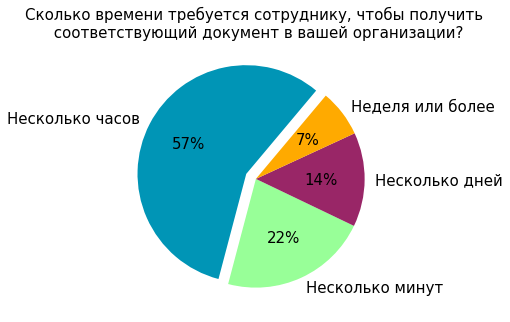 Сколько времени требуется сотруднику, чтобы получить
соответствующий документ в вашей организации?
Несколько часов
57%
Неделя или более
7%
Несколько дней
14%
22%
Несколько минут